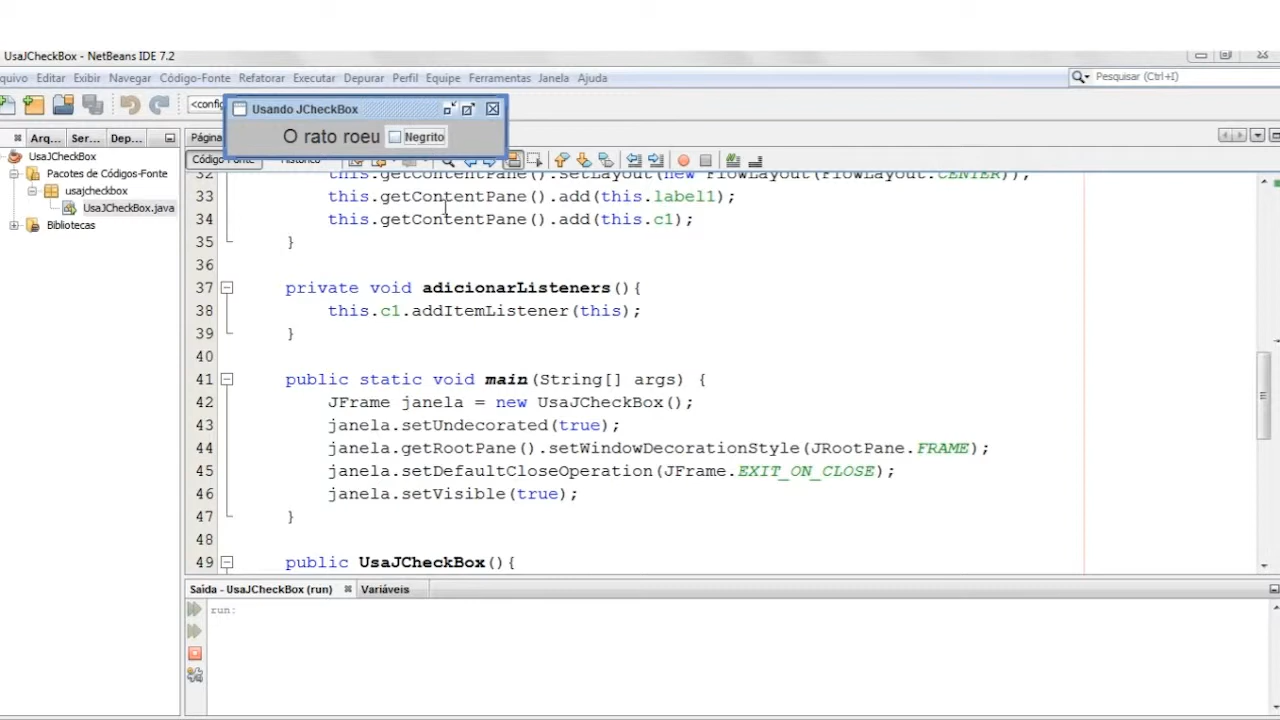 UsaJCheckBox - NetBeans IDE 7.2
quivo Editar Exibir Navegar Código-Fonte Refatorar Executar Depurar Perfil Equipe Ferramentas Janela Ajuda
Pesquisar (Ctrl+I)
<config
Usando JCheckBox
O rato roeu Negrito
Arq... Ser... Dep...
Página
Código-Fonte Histórico
UsaJCheckBox
Pacotes de Códigos-Fonte
usajcheckbox
UsaJCheckBox.java
Bibliotecas
32 this.getContentPane().setLayout(new FlowLayout(FlowLayout.CENTER));
33 this.getContentPane().add(this.label1);
34 this.getContentPane().add(this.c1);
35 }
36
37 private void adicionarListeners(){
38 this.c1.addItemListener(this);
39 }
40
41 public static void main(String[] args) {
42 JFrame janela = new UsaJCheckBox();
43 janela.setUndecorated(true);
44 janela.getRootPane().setWindowDecorationStyle(JRootPane.FRAME);
45 janela.setDefaultCloseOperation(JFrame.EXIT_ON_CLOSE);
46 janela.setVisible(true);
47 }
48
49 public UsaJCheckBox(){
Saída - UsaJCheckBox (run) Variáveis
run: